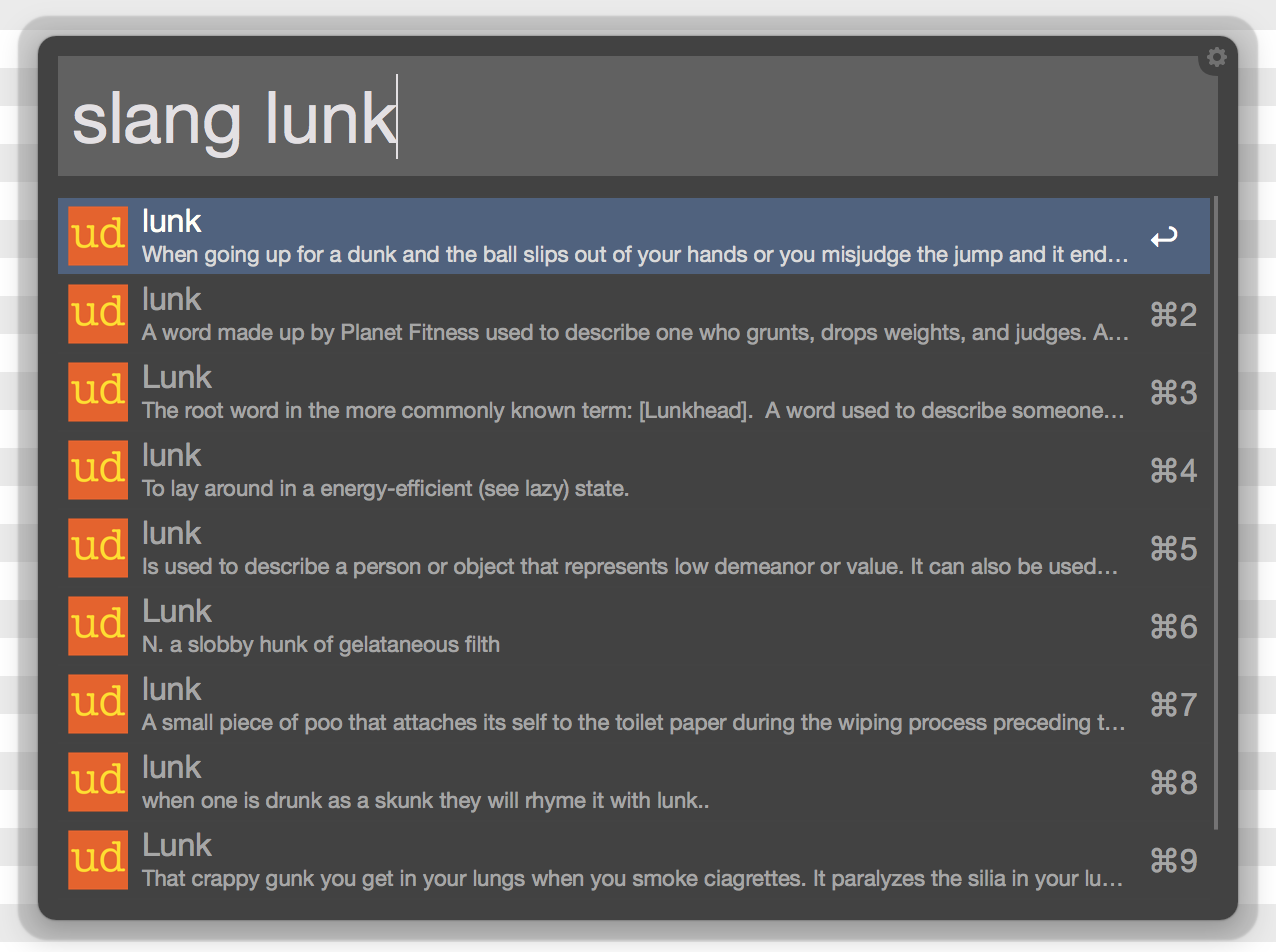 slang lunk
ud
lunk
When going up for a dunk and the ball slips out of your hands or you misjudge the jump and it end…
ud
lunk
A word made up by Planet Fitness used to describe one who grunts, drops weights, and judges. A…
⌘2
ud
Lunk
The root word in the more commonly known term: [Lunkhead].  A word used to describe someone…
⌘3
ud
lunk
To lay around in a energy-efficient (see lazy) state.
⌘4
ud
lunk
Is used to describe a person or object that represents low demeanor or value. It can also be used…
⌘5
ud
Lunk
N. a slobby hunk of gelataneous filth
⌘6
ud
lunk
A small piece of poo that attaches its self to the toilet paper during the wiping process preceding t…
⌘7
ud
lunk
when one is drunk as a skunk they will rhyme it with lunk..
⌘8
ud
Lunk
That crappy gunk you get in your lungs when you smoke ciagrettes. It paralyzes the silia in your lu…
⌘9